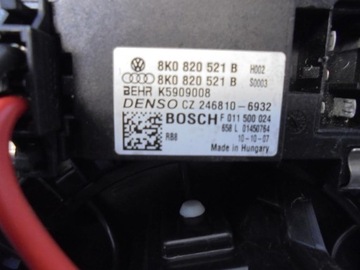 8K0 820 521 B H002
8K0 820 521 B S0003
BEHR K5909008
DENSO CZ 246810-6932
BOSCH F 011 500 024
658 L 01450764
RB8 10-10-07
Made in Hungary